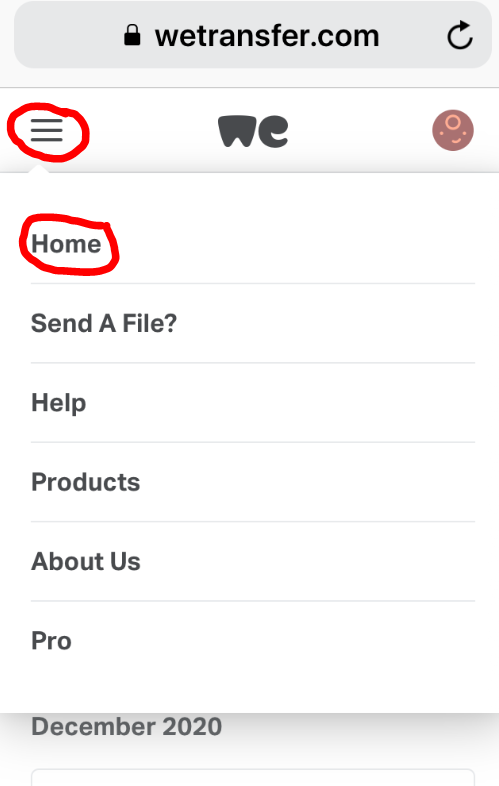 wetransfer.com
we
Home
Send A File?
Help
Products
About Us
Pro
December 2020